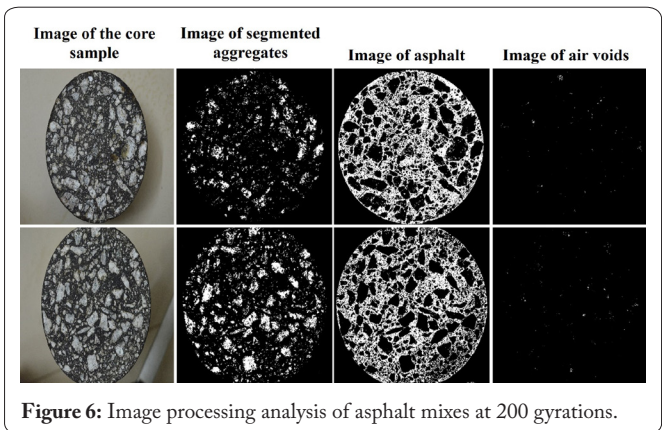 Image of the core sample
Image of segmented aggregates
Image of asphalt
Image of air voids
Figure 6: Image processing analysis of asphalt mixes at 200 gyrations.